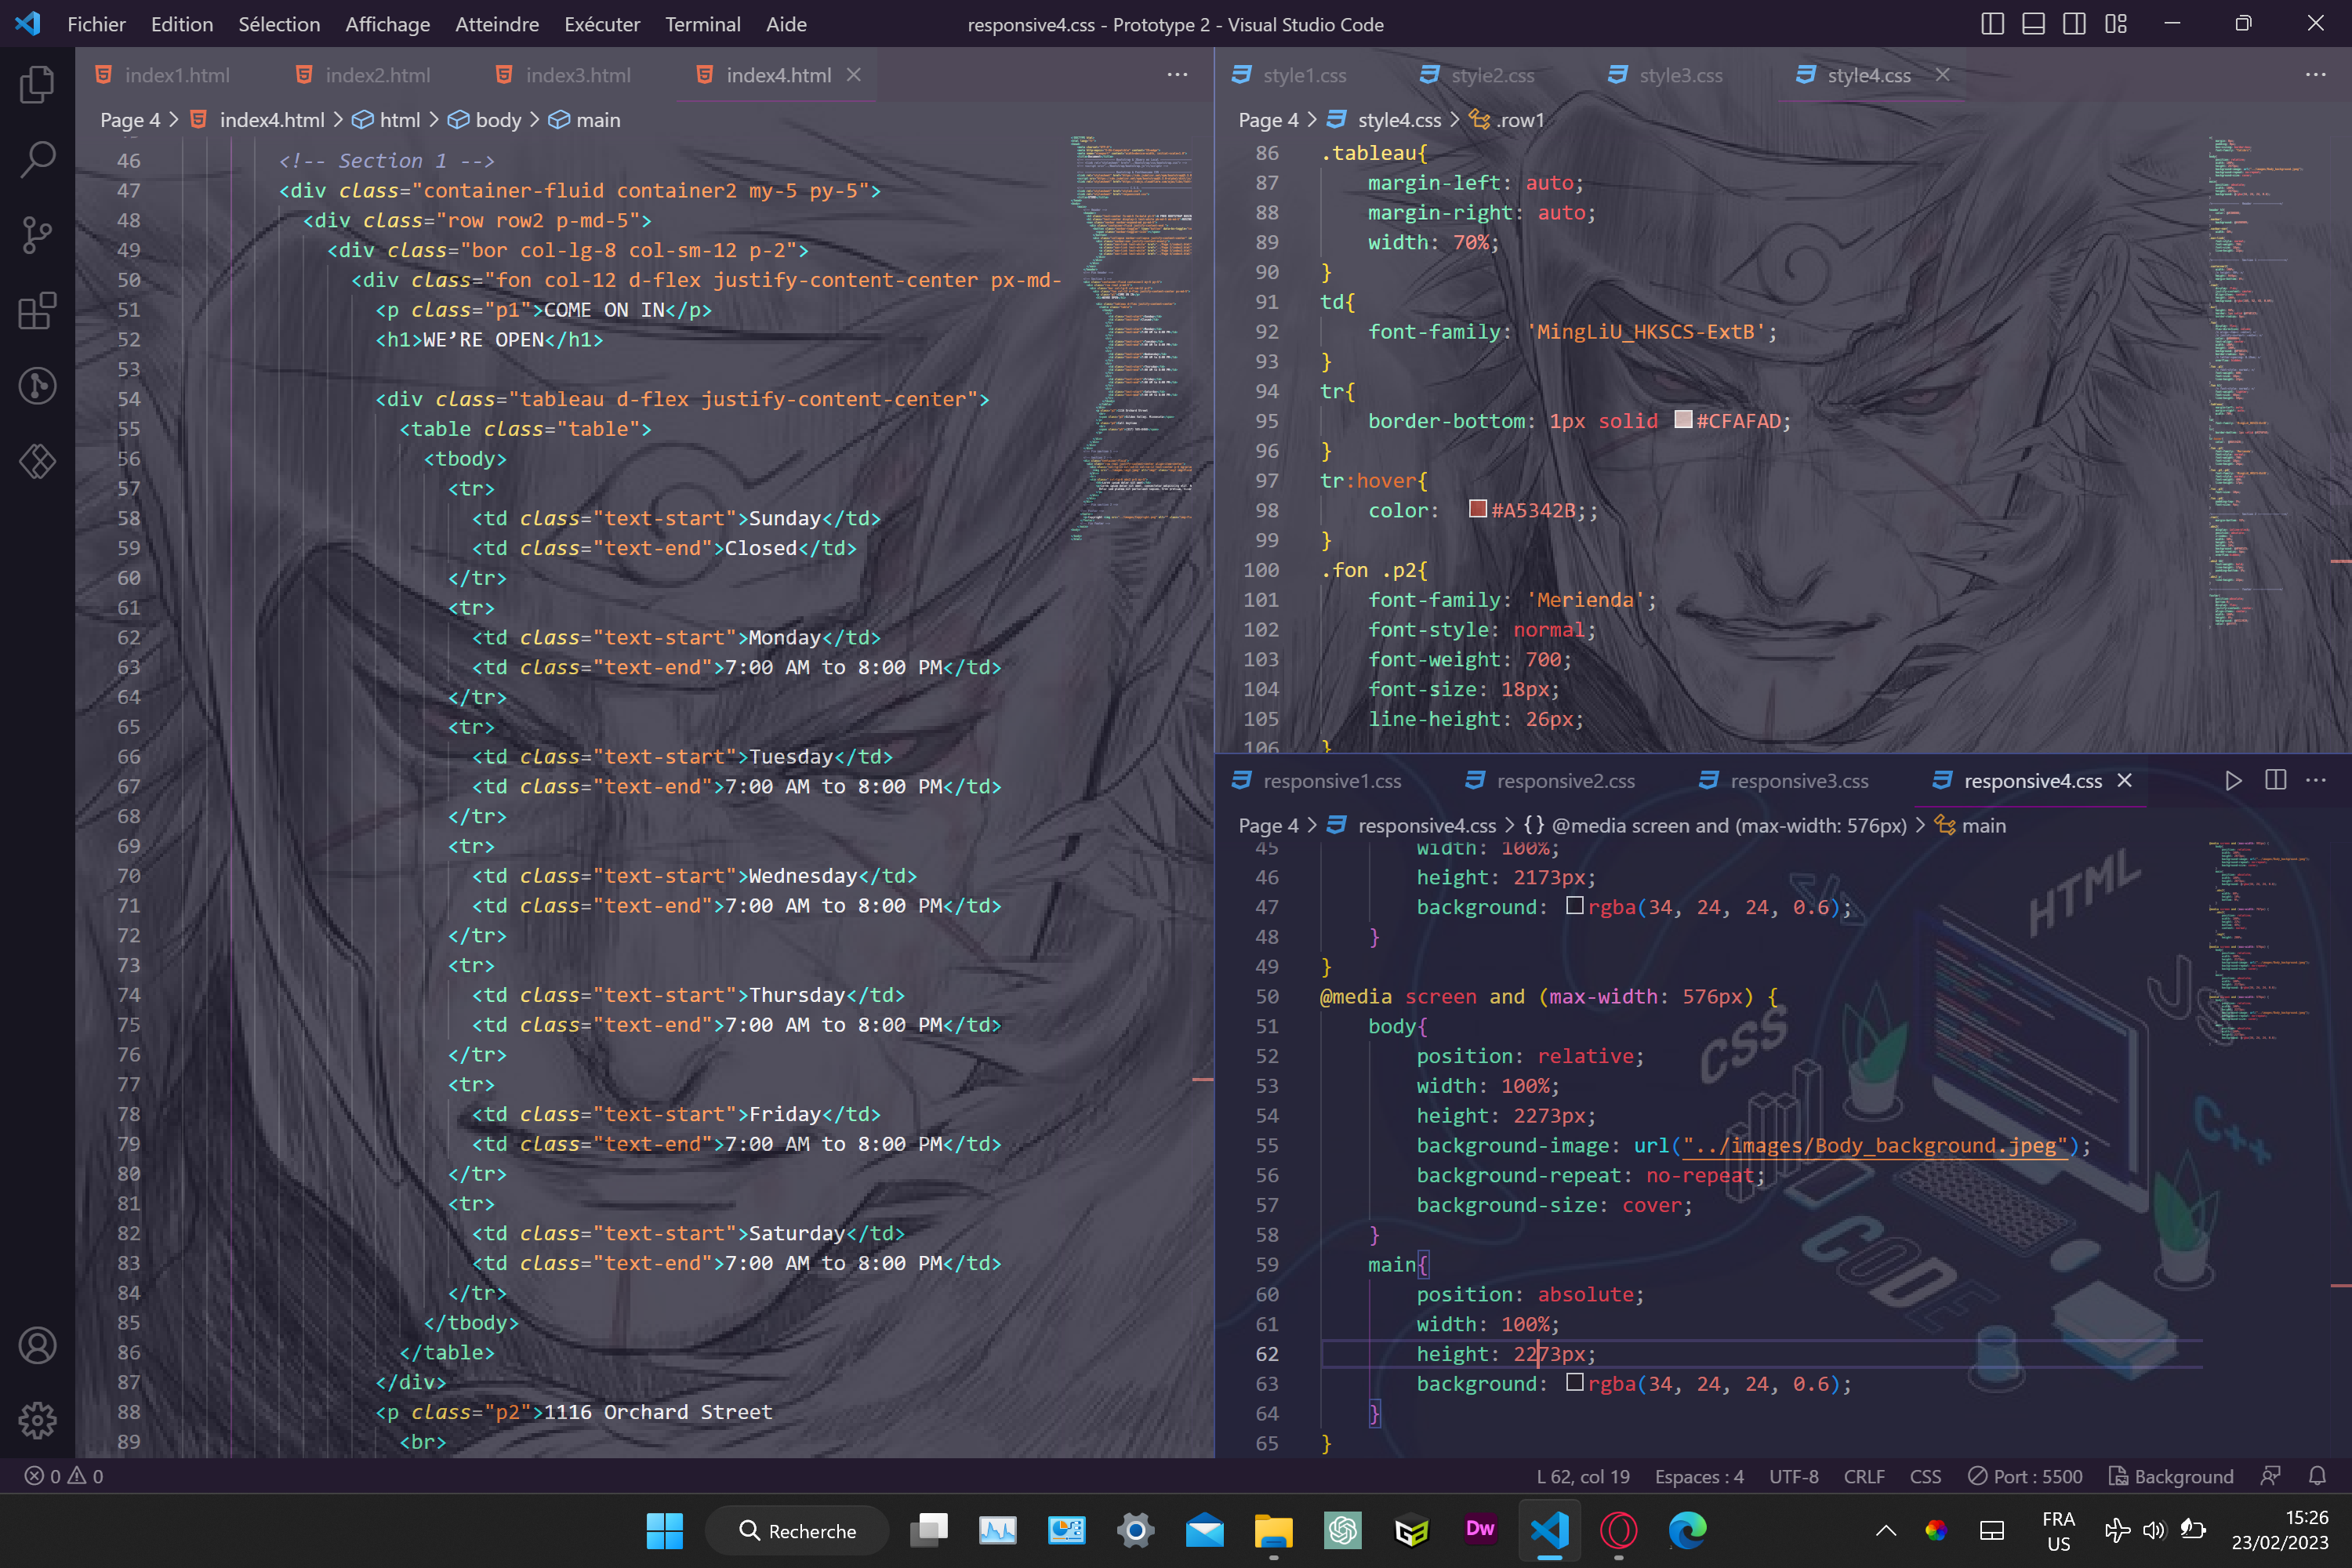 Fichier Edition Sélection Affichage Atteindre Exécuter Terminal Aide
responsive4.css - Prototype 2 - Visual Studio Code
index1.html index2.html index3.html index4.html
Page 4 > index4.html > html > body > main
46 <!-- Section 1 -->
47 <div class="container-fluid container2 my-5 py-5">
48 <div class="row row2 p-md-5">
49 <div class="bor col-lg-8 col-sm-12 p-2">
50 <div class="fon col-12 d-flex justify-content-center px-md-
51 <p class="p1">COME ON IN</p>
52 <h1>WE’RE OPEN</h1>
53
54 <div class="tableau d-flex justify-content-center">
55 <table class="table">
56 <tbody>
57 <tr>
58 <td class="text-start">Sunday</td>
59 <td class="text-end">Closed</td>
60 </tr>
61 <tr>
62 <td class="text-start">Monday</td>
63 <td class="text-end">7:00 AM to 8:00 PM</td>
64 </tr>
65 <tr>
66 <td class="text-start">Tuesday</td>
67 <td class="text-end">7:00 AM to 8:00 PM</td>
68 </tr>
69 <tr>
70 <td class="text-start">Wednesday</td>
71 <td class="text-end">7:00 AM to 8:00 PM</td>
72 </tr>
73 <tr>
74 <td class="text-start">Thursday</td>
75 <td class="text-end">7:00 AM to 8:00 PM</td>
76 </tr>
77 <tr>
78 <td class="text-start">Friday</td>
79 <td class="text-end">7:00 AM to 8:00 PM</td>
80 </tr>
81 <tr>
82 <td class="text-start">Saturday</td>
83 <td class="text-end">7:00 AM to 8:00 PM</td>
84 </tr>
85 </tbody>
86 </table>
87 </div>
88 <p class="p2">1116 Orchard Street
89 <br>
style1.css style2.css style3.css style4.css
Page 4 > style4.css > .row1
86 .tableau{
87 margin-left: auto;
88 margin-right: auto;
89 width: 70%;
90 }
91 td{
92 font-family: 'MingLiU_HKSCS-ExtB';
93 }
94 tr{
95 border-bottom: 1px solid #CFAFAD;
96 }
97 tr:hover{
98 color: #A5342B;;
99 }
100 .fon .p2{
101 font-family: 'Merienda';
102 font-style: normal;
103 font-weight: 700;
104 font-size: 18px;
105 line-height: 26px;
106 }
responsive1.css responsive2.css responsive3.css responsive4.css
Page 4 > responsive4.css > {} @media screen and (max-width: 576px) > main
45 width: 100%;
46 height: 2173px;
47 background: rgba(34, 24, 24, 0.6);
48 }
49 }
50 @media screen and (max-width: 576px) {
51 body{
52 position: relative;
53 width: 100%;
54 height: 2273px;
55 background-image: url("../images/Body_background.jpeg");
56 background-repeat: no-repeat;
57 background-size: cover;
58 }
59 main{
60 position: absolute;
61 width: 100%;
62 height: 2273px;
63 background: rgba(34, 24, 24, 0.6);
64 }
65 }
HTML
CSS
JS
C++
CODE
0 0
L 62, col 19 Espaces : 4 UTF-8 CRLF CSS Port : 5500 Background
Recherche
Dw
FRA
US
15:26
23/02/2023